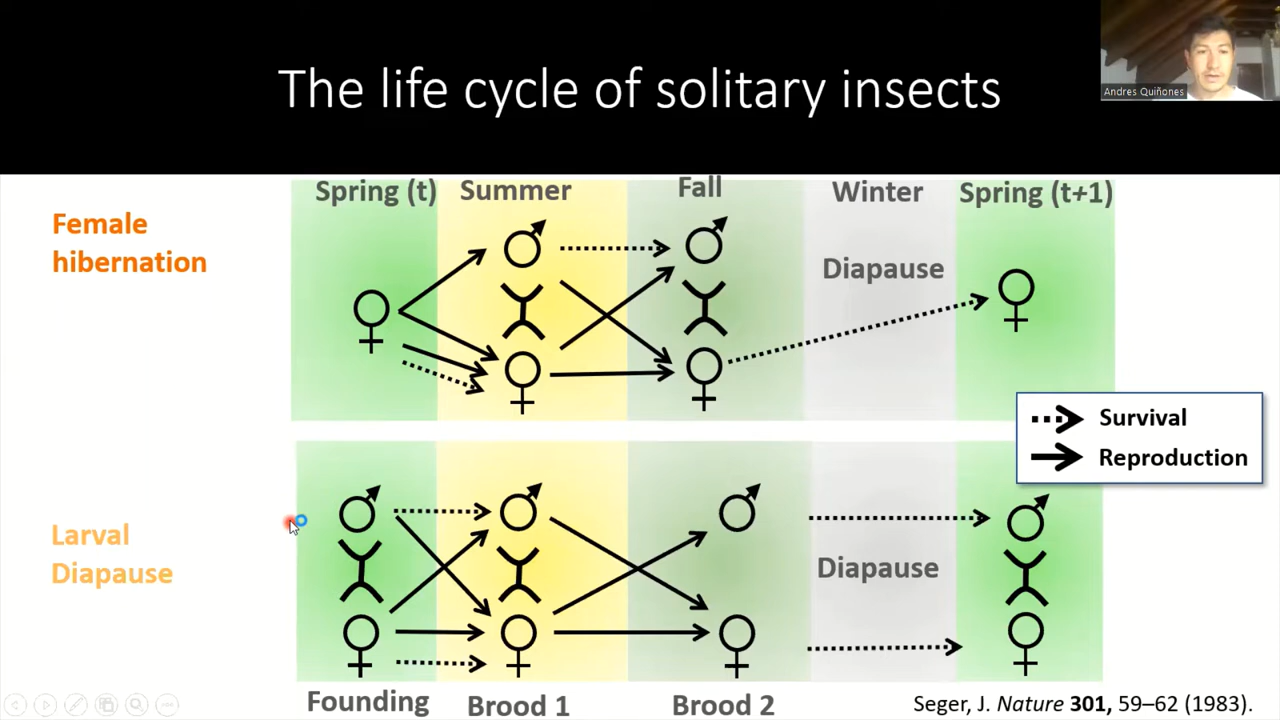 The life cycle of solitary insects
Andres Quiñones
Spring (t)
Summer
Fall
Winter
Spring (t+1)
Female
hibernation
Diapause
Survival
Reproduction
Larval
Diapause
Diapause
Founding
Brood 1
Brood 2
Seger, J. Nature 301, 59–62 (1983).